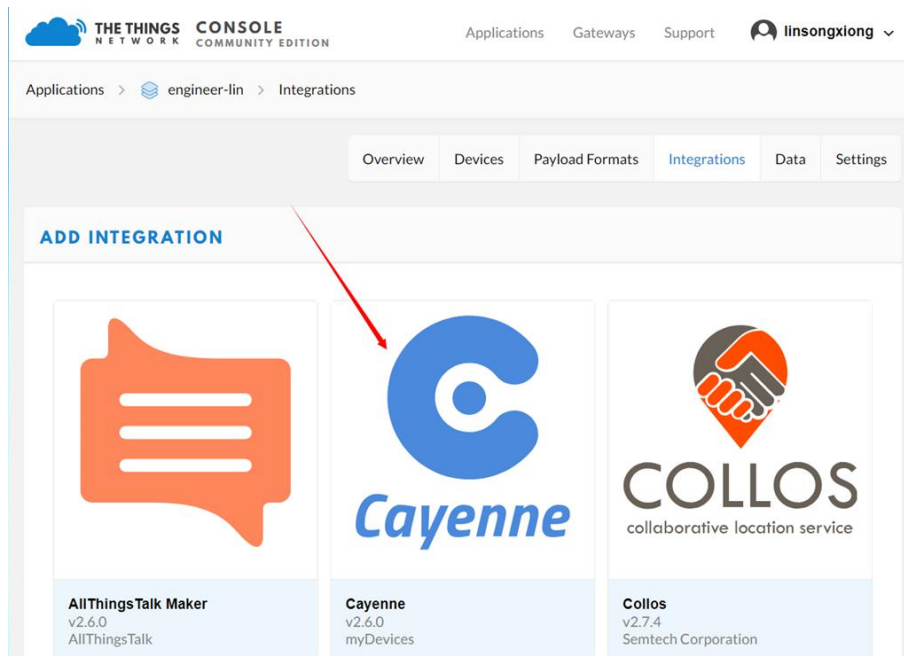 THE THINGS NETWORK CONSOLE COMMUNITY EDITION
Applications Gateways Support linsongxiong
Applications > engineer-lin > Integrations
Overview Devices Payload Formats Integrations Data Settings
ADD INTEGRATION
Cayenne
COLLOS
collaborative location service
AllThingsTalk Maker
v2.6.0
AllThingsTalk
Cayenne
v2.6.0
myDevices
Collos
v2.7.4
Semtech Corporation